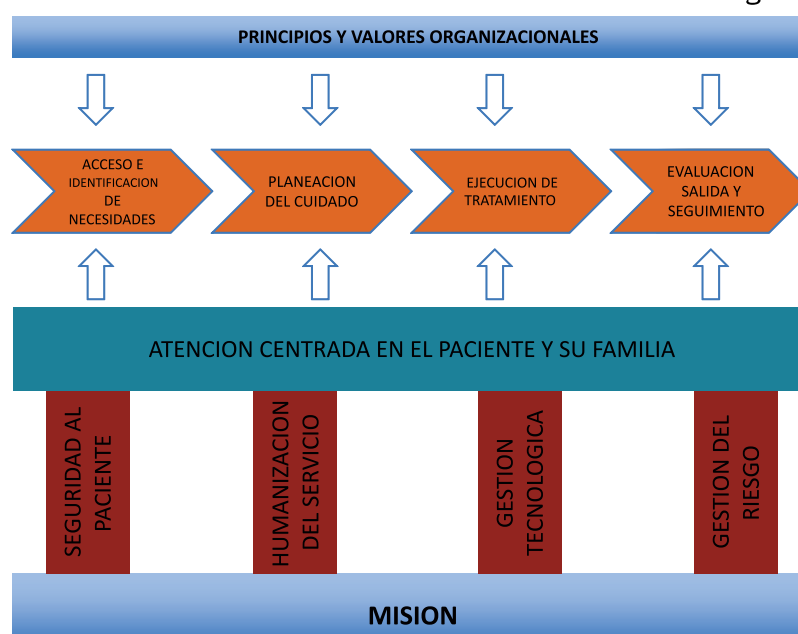 PRINCIPIOS Y VALORES ORGANIZACIONALES
ACCESO E
IDENTIFICACION
DE
NECESIDADES
PLANEACION
DEL CUIDADO
EJECUCION DE
TRATAMIENTO
EVALUACION
SALIDA Y
SEGUIMIENTO
ATENCION CENTRADA EN EL PACIENTE Y SU FAMILIA
SEGURIDAD AL
PACIENTE
HUMANIZACION
DEL SERVICIO
GESTION
TECNOLOGICA
GESTION DEL
RIESGO
MISION